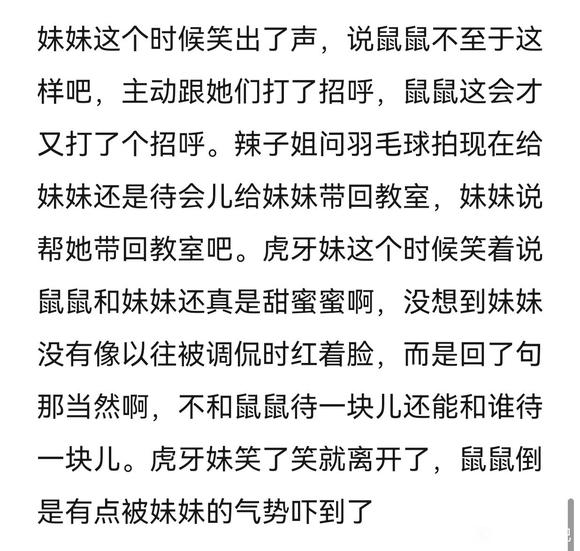 妹妹这个时候笑出了声，说鼠鼠不至于这
样吧，主动跟她们打了招呼，鼠鼠这会才
又打了个招呼。辣子姐问羽毛球拍现在给
妹妹还是待会儿给妹妹带回教室，妹妹说
帮她带回教室吧。虎牙妹这个时候笑着说
鼠鼠和妹妹还真是甜蜜蜜啊，没想到妹妹
没有像以往被调侃时红着脸，而是回了句
那当然啊，不和鼠鼠待一块儿还能和谁待
一块儿。虎牙妹笑了笑就离开了，鼠鼠倒
是有点被妹妹的气势吓到了